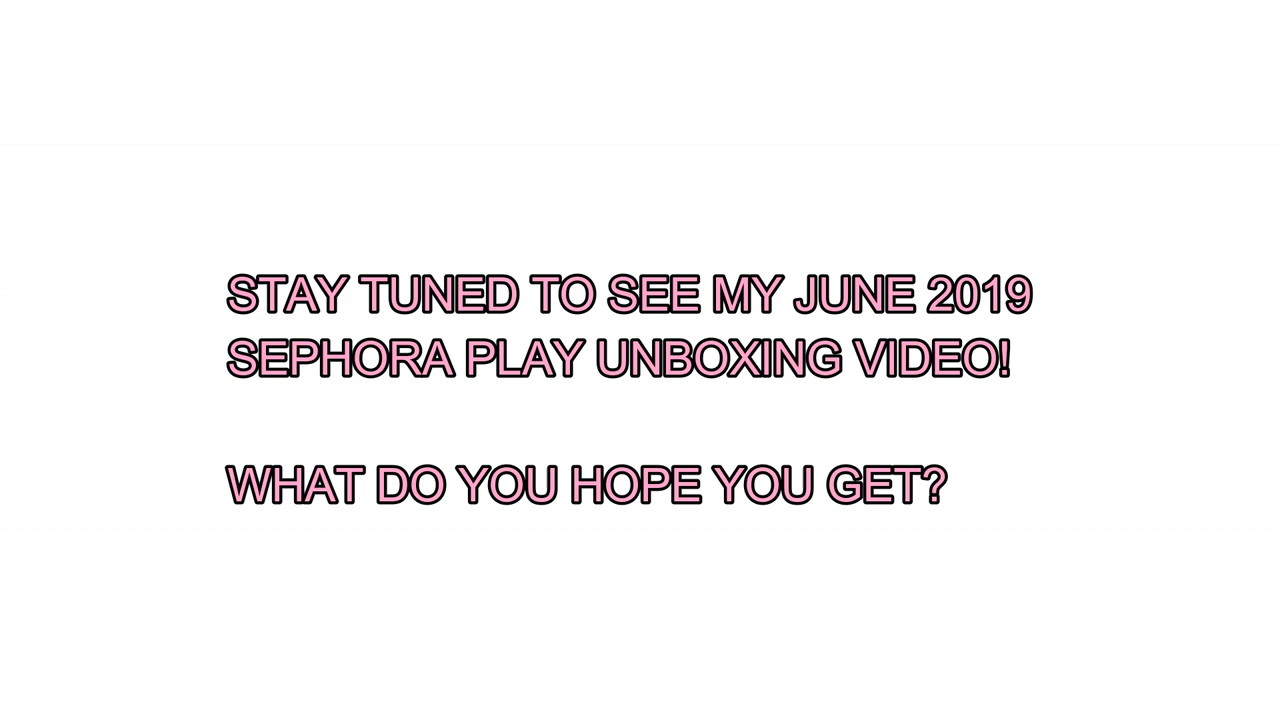 STAY TUNED TO SEE MY JUNE 2019
SEPHORA PLAY UNBOXING VIDEO!
WHAT DO YOU HOPE YOU GET?